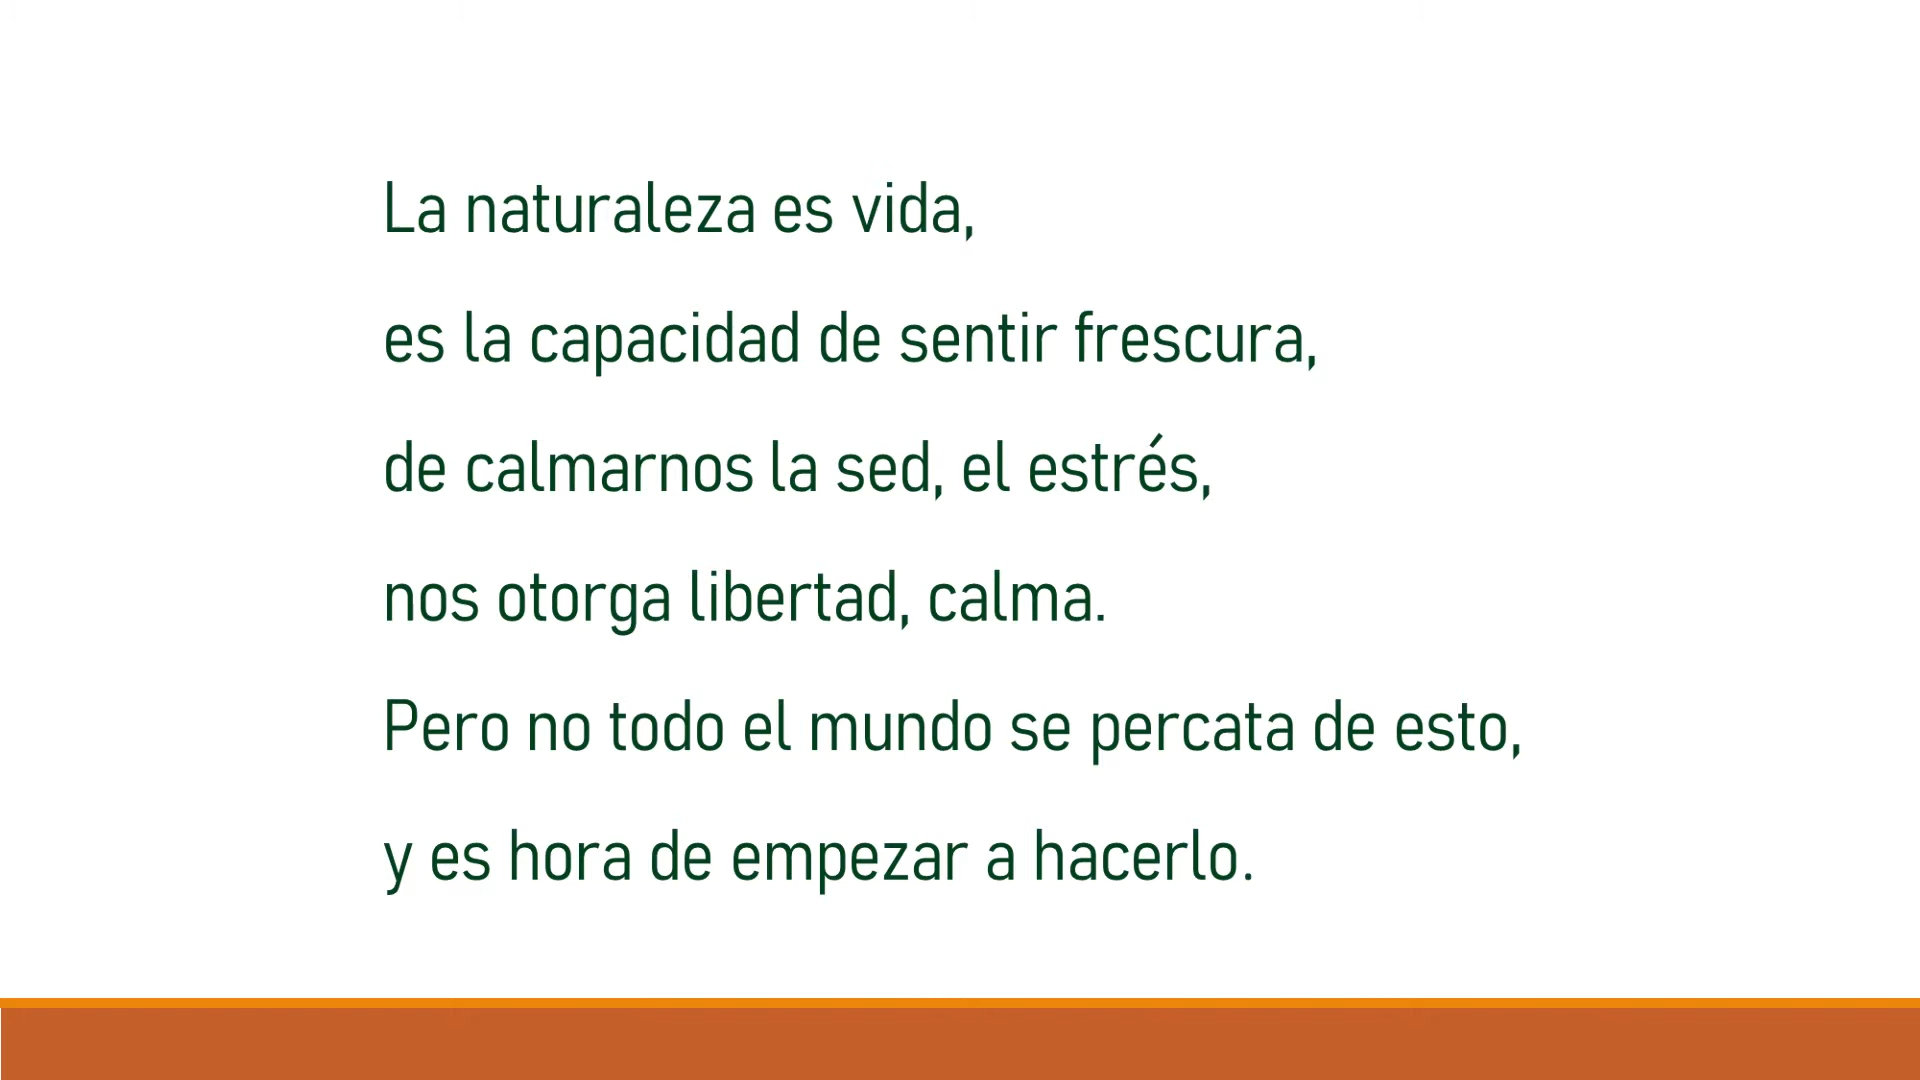 La naturaleza es vida,
es la capacidad de sentir frescura,
de calmarnos la sed, el estrés,
nos otorga libertad, calma.
Pero no todo el mundo se percata de esto,
y es hora de empezar a hacerlo.